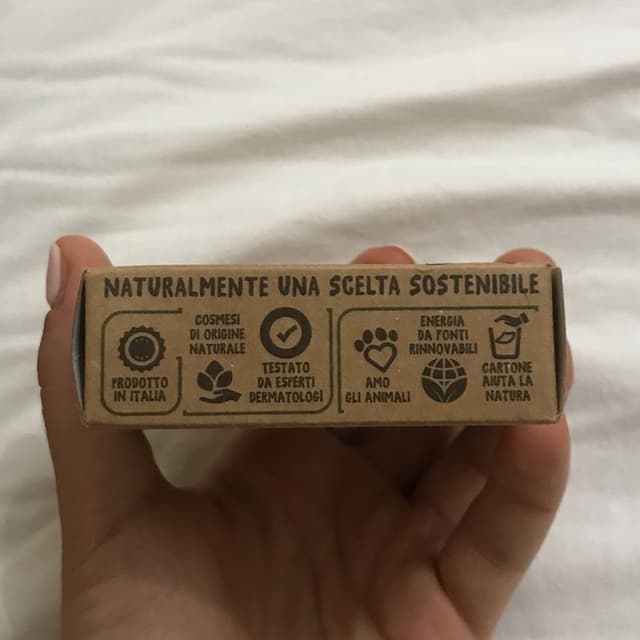 NATURALMENTE UNA SCELTA SOSTENIBILE
PRODOTTO
IN ITALIA
COSMESI
DI ORIGINE
NATURALE
TESTATO
DA ESPERTI
DERMATOLOGI
AMO
GLI ANIMALI
ENERGIA
DA FONTI
RINNOVABILI
CARTONE
AIUTA LA
NATURA